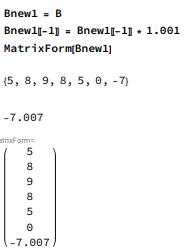 Bnew1 = B
Bnew1〚-1〛 = Bnew1〚-1〛 * 1.001
MatrixForm[Bnew1]
{5, 8, 9, 8, 5, 0, -7}
-7.007
atrixForm=
5
8
9
8
5
0
-7.007